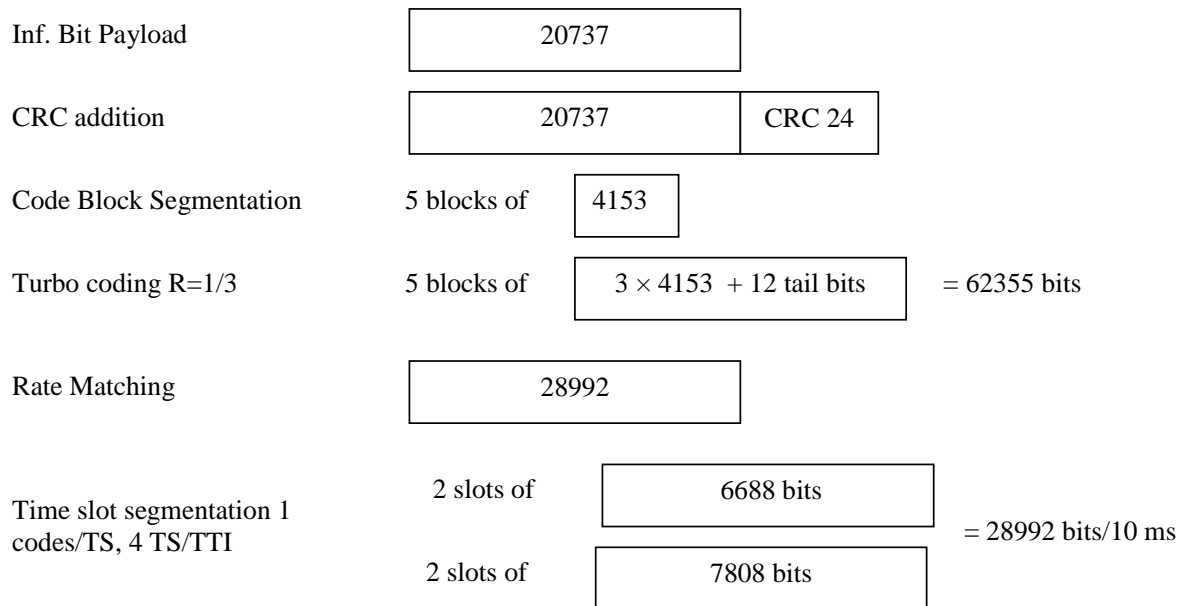 Inf. Bit Payload 20737
CRC addition 20737 CRC 24
Code Block Segmentation 5 blocks of 4153
Turbo coding R=1/3 5 blocks of 3 × 4153 + 12 tail bits = 62355 bits
Rate Matching 28992
2 slots of 6688 bits
Time slot segmentation 1
codes/TS, 4 TS/TTI = 28992 bits/10 ms
2 slots of 7808 bits